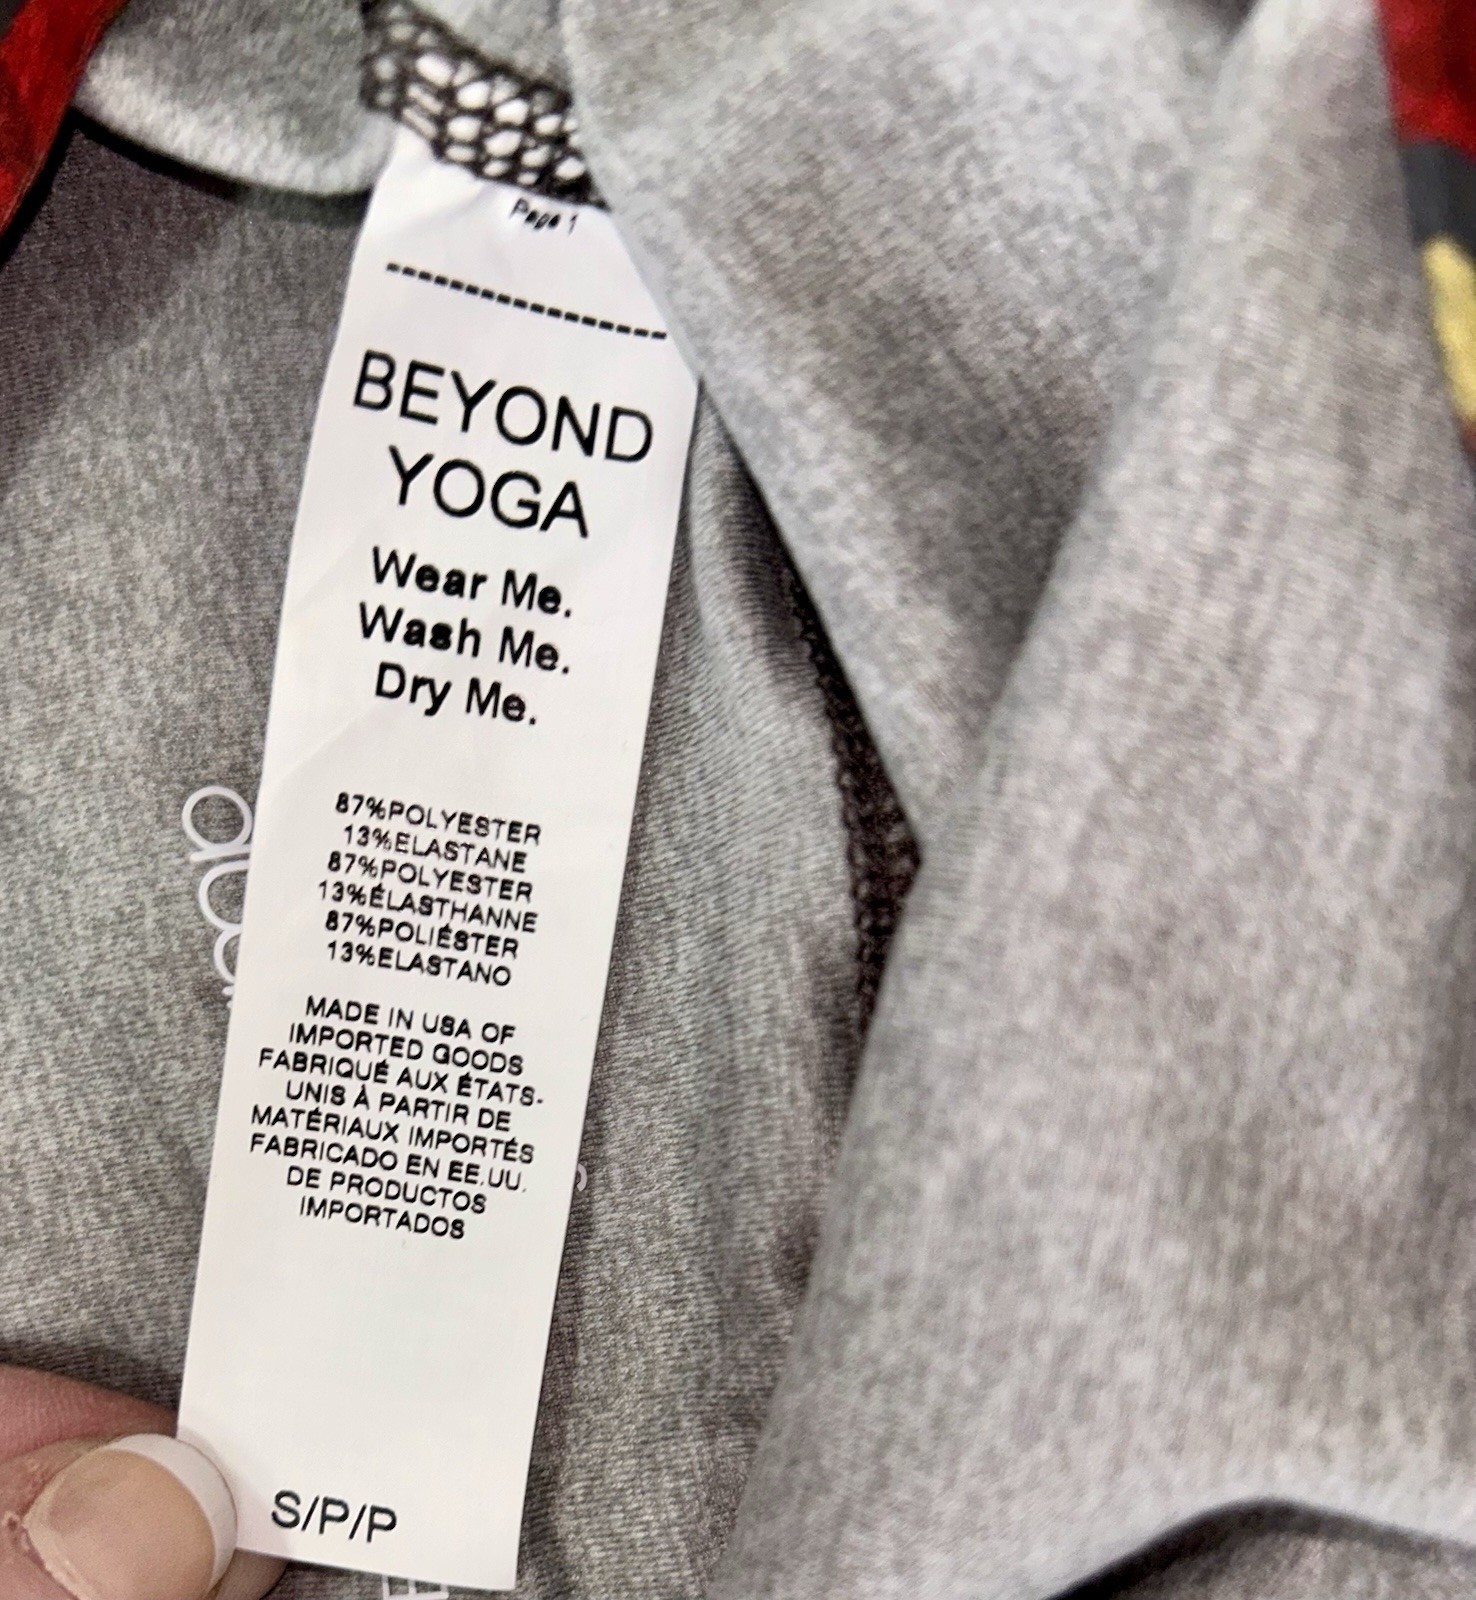 Page 1
BEYOND
YOGA
Wear Me.
Wash Me.
Dry Me.
87%POLYESTER
13%ELASTANE
87%POLYESTER
13%ÉLASTHANNE
87%POLIÉSTER
13%ELASTANO
MADE IN USA OF
IMPORTED GOODS
FABRIQUÉ AUX ÉTATS-
UNIS À PARTIR DE
MATÉRIAUX IMPORTÉS
FABRICADO EN EE.UU.
DE PRODUCTOS
IMPORTADOS
S/P/P